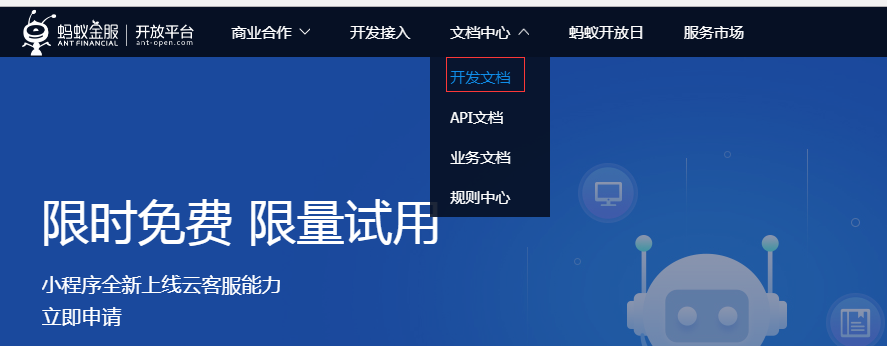 蚂蚁金服 开放平台
ANT FINANCIAL ant-open.com
商业合作 开发接入 文档中心 蚂蚁开放日 服务市场
开发文档
API文档
业务文档
规则中心
限时免费 限量试用
小程序全新上线云客服能力
立即申请